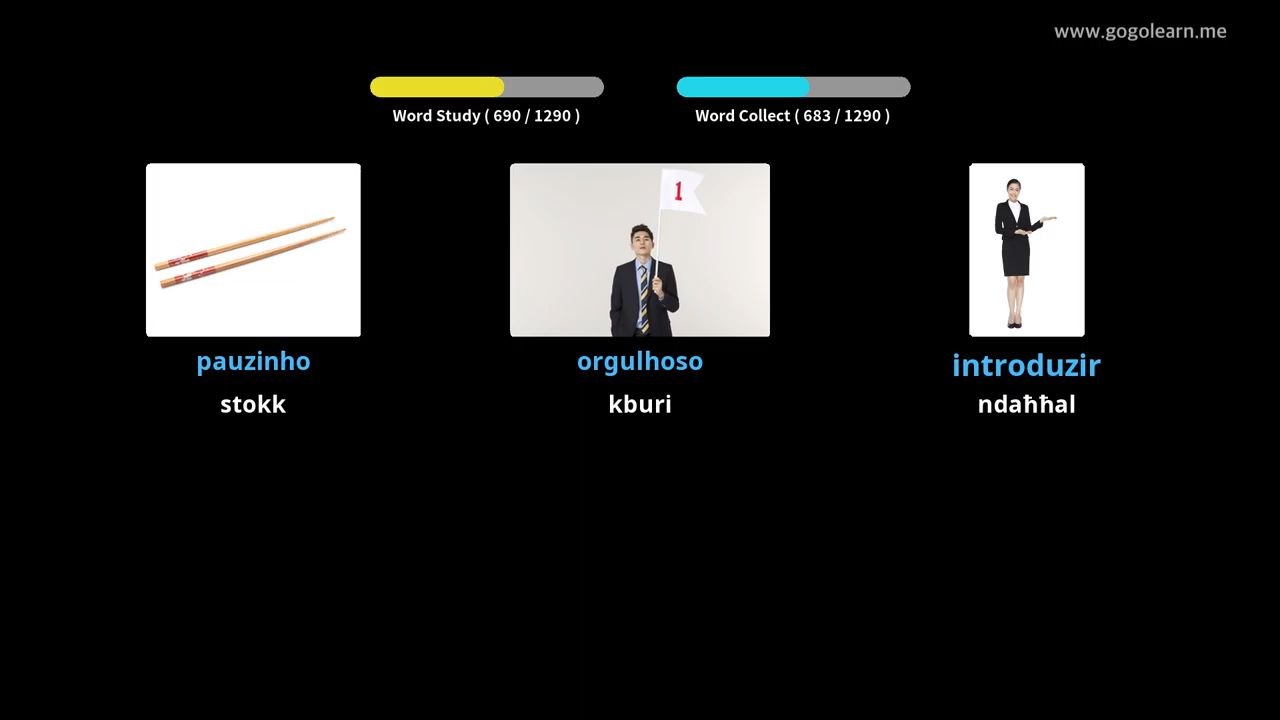 www.gogolearn.me
Word Study ( 690 / 1290 )
Word Collect ( 683 / 1290 )
1
pauzinho
orgulhoso
introduzir
stokk
kburi
ndaħħal